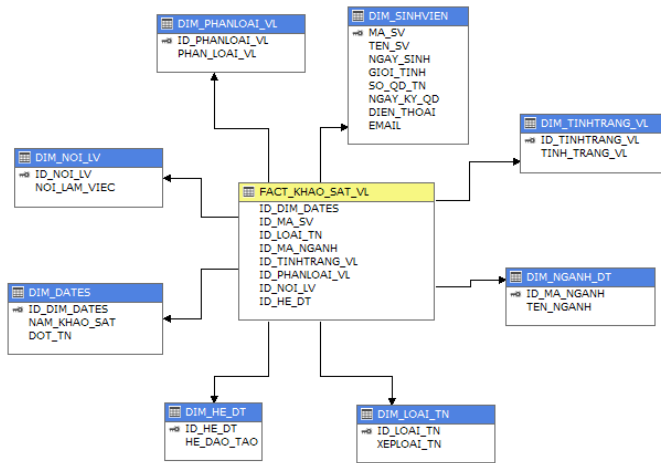 DIM_PHANLOAI_VL
ID_PHANLOAI_VL
PHAN_LOAI_VL
DIM_SINHVIEN
MA_SV
TEN_SV
NGAY_SINH
GIOI_TINH
SO_QD_TN
NGAY_KY_QD
DIEN_THOAI
EMAIL
DIM_TINHTRANG_VL
ID_TINHTRANG_VL
TINH_TRANG_VL
DIM_NOI_LV
ID_NOI_LV
NOI_LAM_VIEC
FACT_KHAO_SAT_VL
ID_DIM_DATES
ID_MA_SV
ID_LOAI_TN
ID_MA_NGANH
ID_TINHTRANG_VL
ID_PHANLOAI_VL
ID_NOI_LV
ID_HE_DT
DIM_NGANH_DT
ID_MA_NGANH
TEN_NGANH
DIM_DATES
ID_DIM_DATES
NAM_KHAO_SAT
DOT_TN
DIM_HE_DT
ID_HE_DT
HE_DAO_TAO
DIM_LOAI_TN
ID_LOAI_TN
XEPLOAI_TN